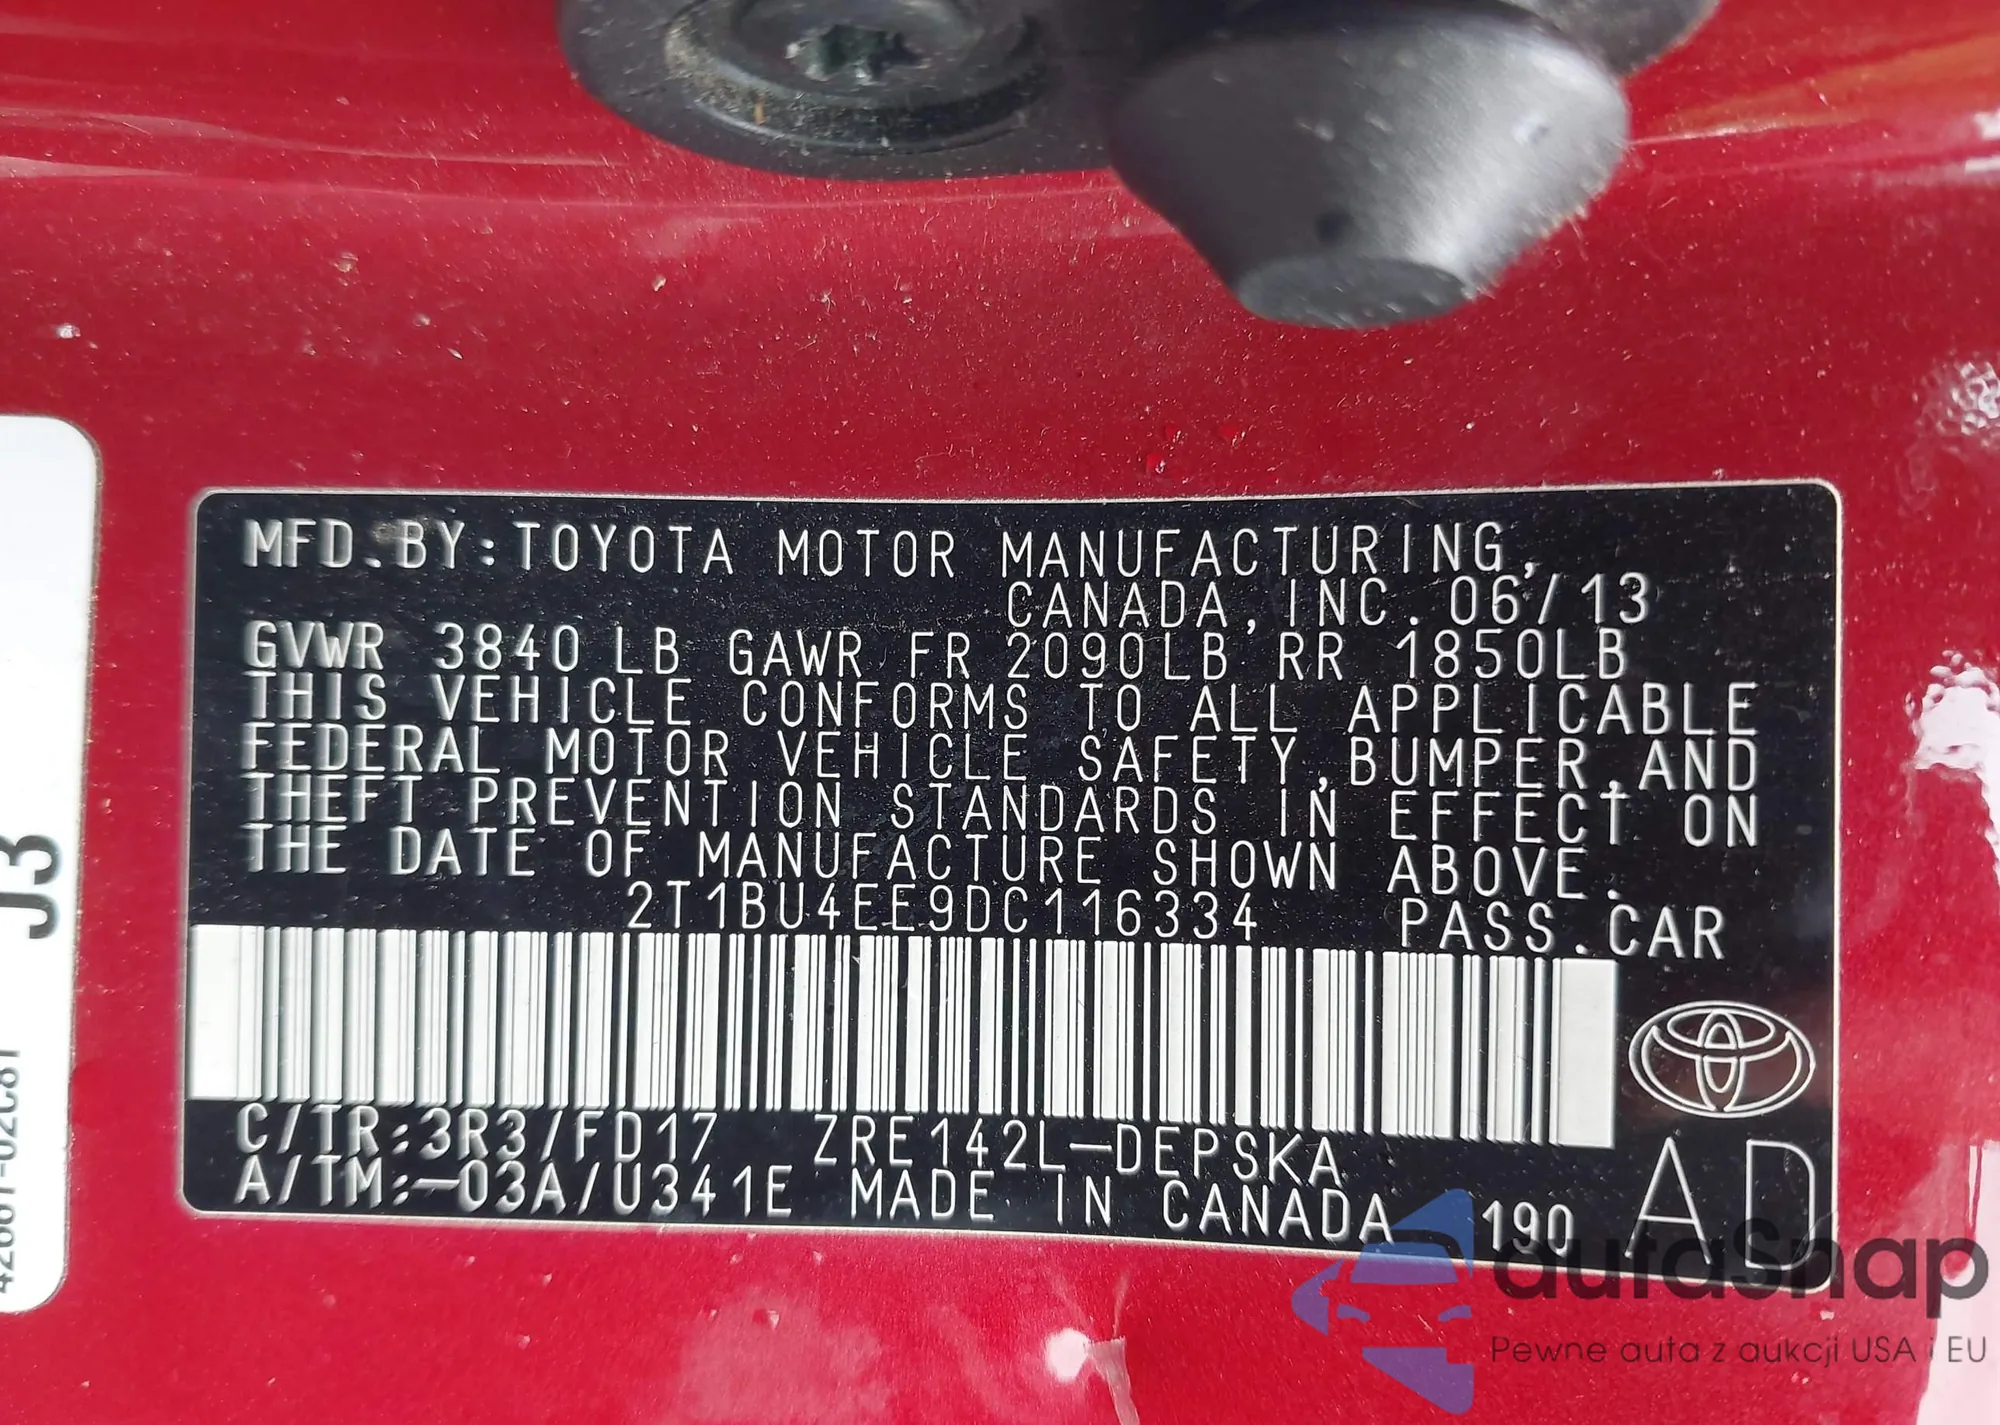 MFD.BY:TOYOTA MOTOR MANUFACTURING,
CANADA,INC. 06/13
GVWR 3840 LB GAWR FR 2090LB RR 1850LB
THIS VEHICLE CONFORMS TO ALL APPLICABLE
FEDERAL MOTOR VEHICLE SAFETY,BUMPER,AND
THEFT PREVENTION STANDARDS IN EFFECT ON
THE DATE OF MANUFACTURE SHOWN ABOVE.
2T1BU4EE9DC116334 PASS.CAR
C/TR:3R3/FD17 ZRE142L-DEPSKA
A/TM:-03A/U341E MADE IN CANADA 190
AD
J3
autaSnap
Pewne auta z aukcji USA i EU